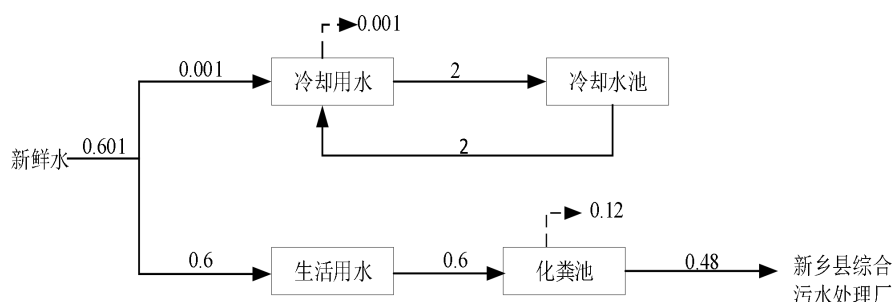 0.001
0.001
冷却用水
2
冷却水池
新鲜水
0.601
2
0.12
0.6
生活用水
0.6
化粪池
0.48
新乡县综合
污水处理厂